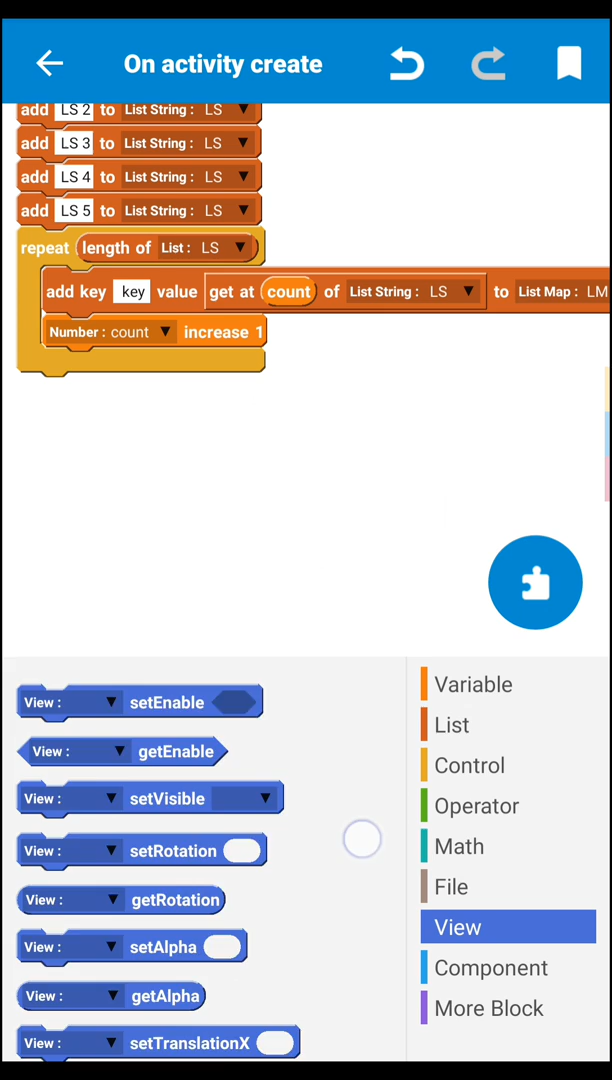 On activity create
add LS 2 to List String : LS
add LS 3 to List String : LS
add LS 4 to List String : LS
add LS 5 to List String : LS
repeat length of List : LS
add key key value get at count of List String : LS to List Map : LM
Number : count increase 1
View : setEnable
View : getEnable
View : setVisible
View : setRotation
View : getRotation
View : setAlpha
View : getAlpha
View : setTranslationX
Variable
List
Control
Operator
Math
File
View
Component
More Block